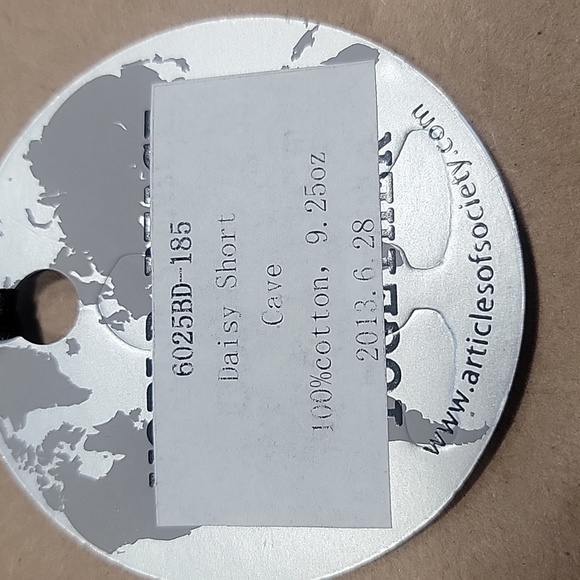 6025BD-185
Daisy Short
Cave
100%cotton, 9.25oz
2013.6.28
www.articlesofsociety.com